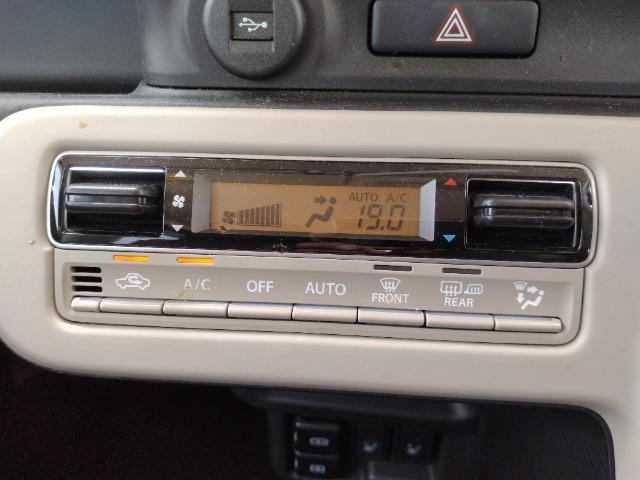 AUTO A/C
19.0
A/C OFF AUTO FRONT REAR